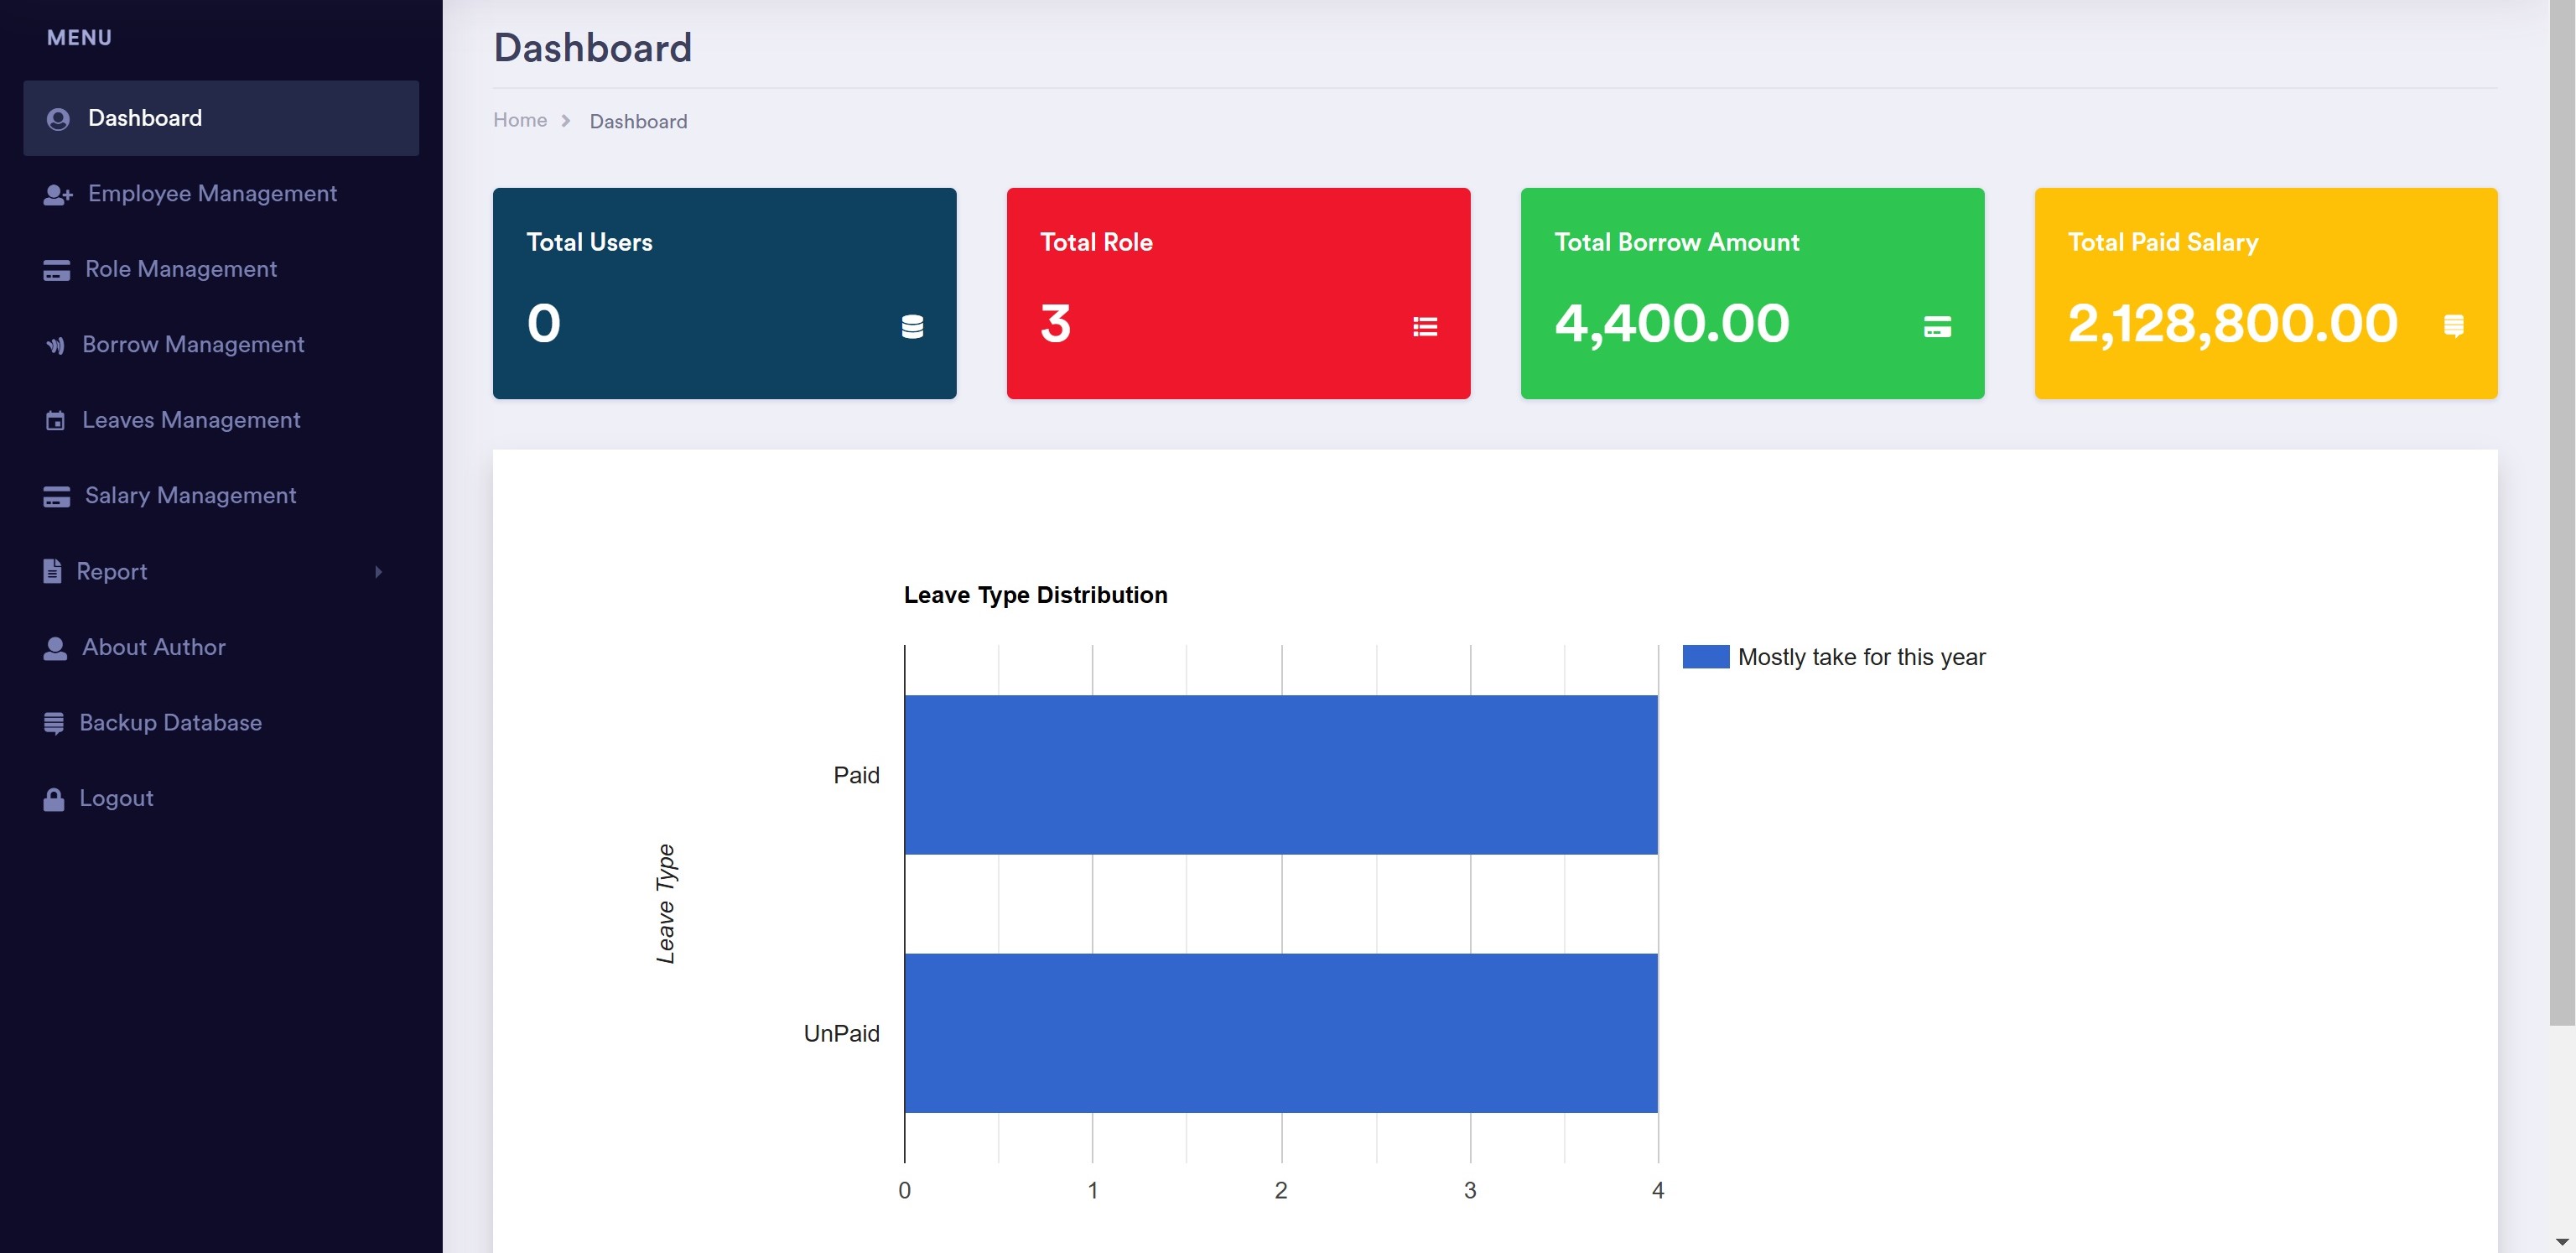 MENU
Dashboard
Employee Management
Role Management
Borrow Management
Leaves Management
Salary Management
Report
About Author
Backup Database
Logout
Dashboard
Home
Dashboard
Total Users
0
Total Role
3
Total Borrow Amount
4,400.00
Total Paid Salary
2,128,800.00
Leave Type Distribution
Mostly take for this year
Leave Type
Paid
UnPaid
0 1 2 3 4